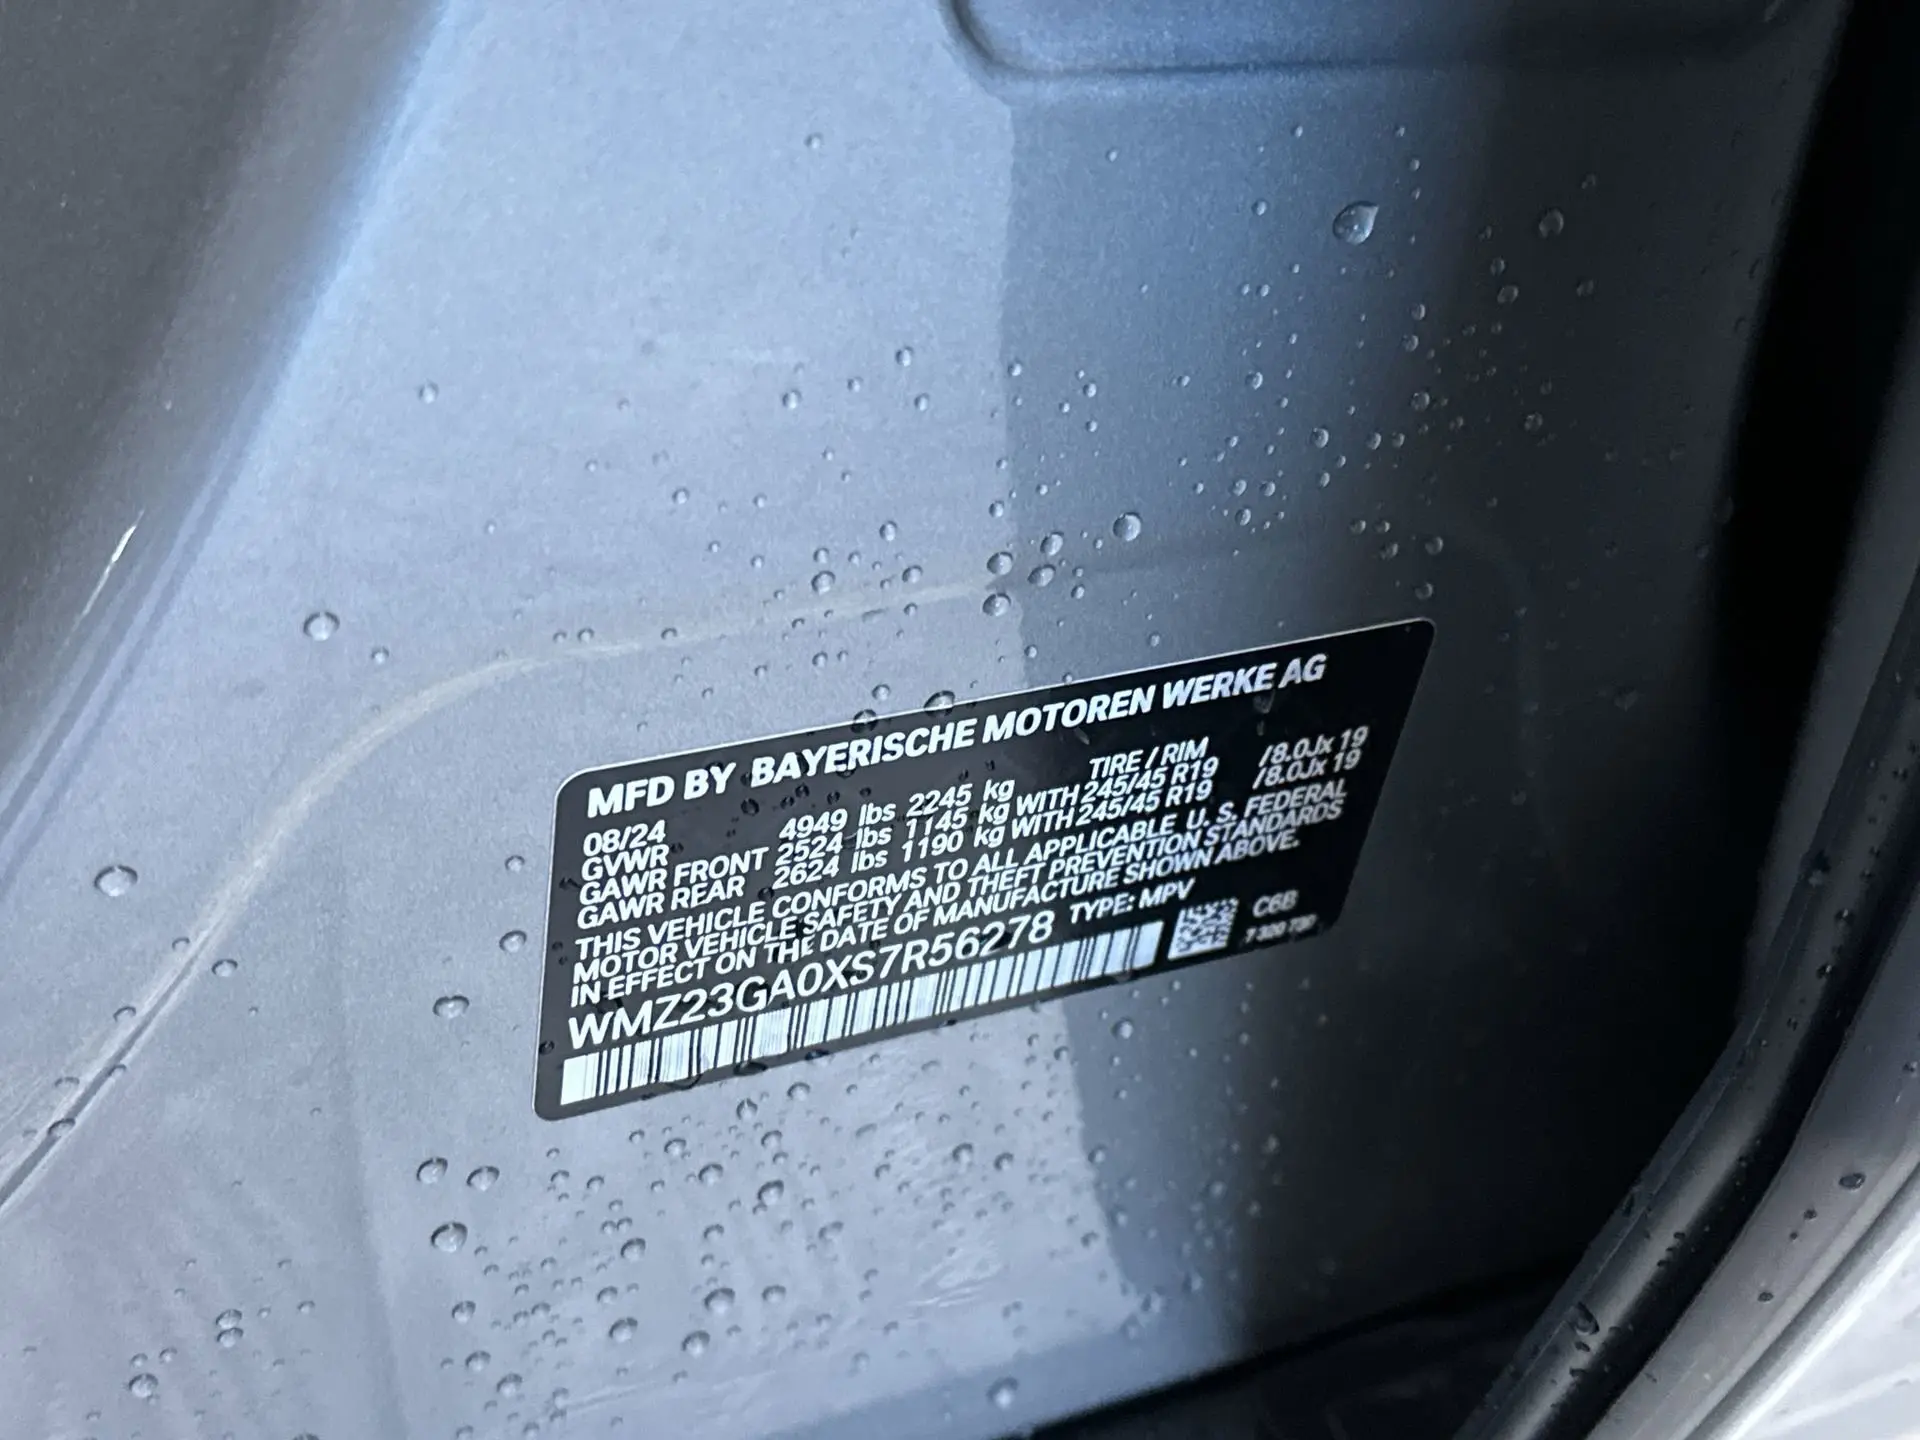 MFD BY BAYERISCHE MOTOREN WERKE AG
08/24 TIRE / RIM
GVWR 4949 lbs 2245 kg
GAWR FRONT 2524 lbs 1145 kg WITH 245/45 R19 /8.0Jx 19
GAWR REAR 2624 lbs 1190 kg WITH 245/45 R19 /8.0Jx 19
THIS VEHICLE CONFORMS TO ALL APPLICABLE U. S. FEDERAL
MOTOR VEHICLE SAFETY AND THEFT PREVENTION STANDARDS
IN EFFECT ON THE DATE OF MANUFACTURE SHOWN ABOVE.
WMZ23GA0XS7R56278 TYPE: MPV
C6B
7 320